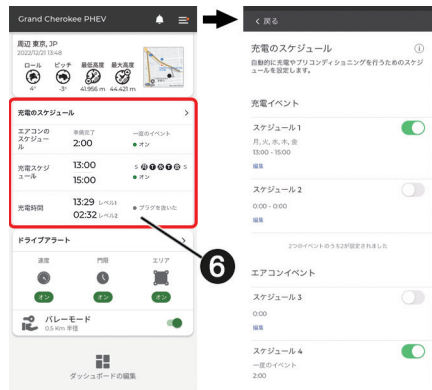 Grand Cherokee PHEV
周辺 東京, JP
2022/12/21 13:48
ロール ピッチ 最低高度 最大高度
4° -3° 41.956 m 44.421 m
充電のスケジュール
エアコンの
スケジュー
ル
準備完了
2:00
一度のイベント
オン
充電スケジ
ュール
13:00
15:00
S M T W T F S
オン
充電時間
13:29 レベル1
02:32 レベル2
プラグを抜いた
ドライブアラート
速度 門限 エリア
オン オン オン
バレーモード
0.5 Km 半径
ダッシュボードの編集
6
戻る
充電のスケジュール
自動的に充電やプリコンディショニングを行うためのスケジ
ュールを設定します。
充電イベント
スケジュール 1
月, 火, 水, 木, 金
13:00 - 15:00
編集
スケジュール 2
0:00 - 0:00
編集
2つのイベントのうち2が設定されました
エアコンイベント
スケジュール 3
0:00
編集
スケジュール 4
一度のイベント
2:00